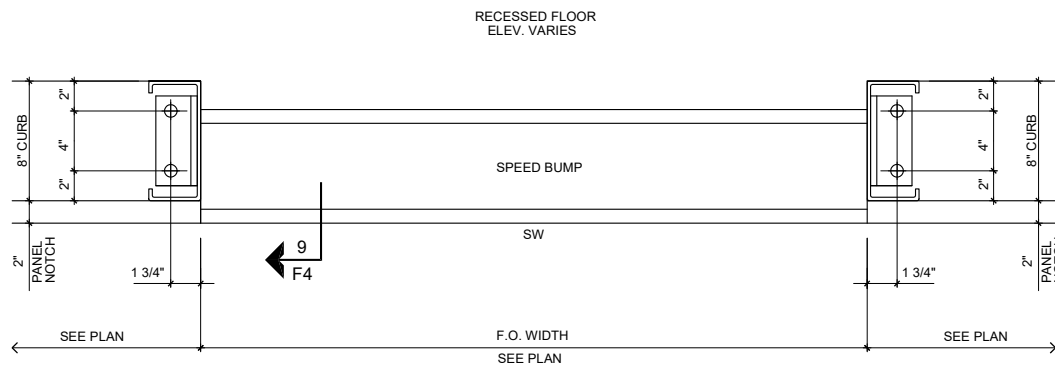 RECESSED FLOOR
ELEV. VARIES
2"
8" CURB
4"
2"
2"
PANEL
NOTCH
1 3/4"
SPEED BUMP
SW
9
F4
2"
4"
8" CURB
2"
2"
PANEL
1 3/4"
SEE PLAN
F.O. WIDTH
SEE PLAN
SEE PLAN